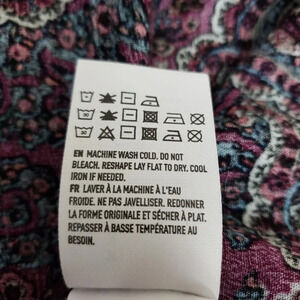 EN MACHINE WASH COLD. DO NOT
BLEACH. RESHAPE LAY FLAT TO DRY. COOL
IRON IF NEEDED.
FR LAVER À LA MACHINE À L'EAU
FROIDE. NE PAS JAVELLISER. REDONNER
LA FORME ORIGINALE ET SÉCHER À PLAT.
REPASSER À BASSE TEMPÉRATURE AU
BESOIN.